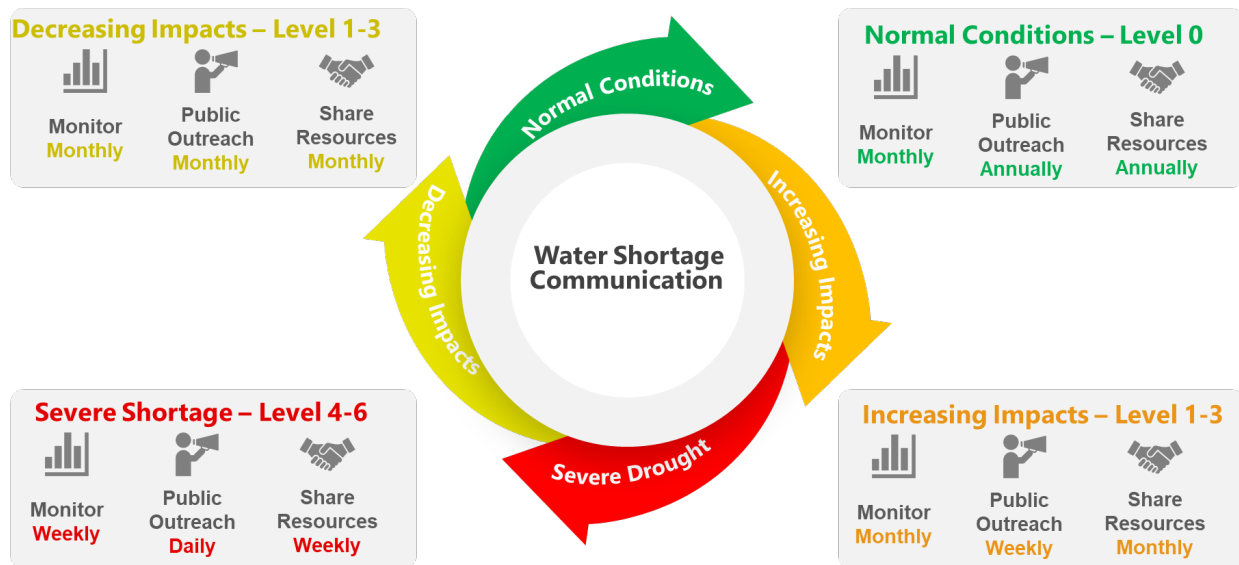 Decreasing Impacts – Level 1-3
Monitor
Monthly
Public
Outreach
Monthly
Share
Resources
Monthly
Normal Conditions – Level 0
Monitor
Monthly
Public
Outreach
Annually
Share
Resources
Annually
Normal Conditions
Increasing Impacts
Severe Drought
Decreasing Impacts
Water Shortage
Communication
Severe Shortage – Level 4-6
Monitor
Weekly
Public
Outreach
Daily
Share
Resources
Weekly
Increasing Impacts – Level 1-3
Monitor
Monthly
Public
Outreach
Weekly
Share
Resources
Monthly